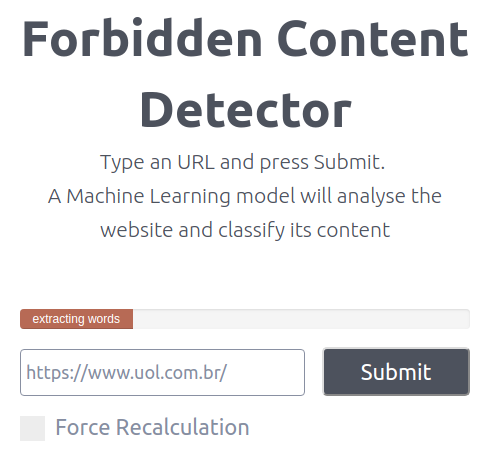 Forbidden Content
Detector
Type an URL and press Submit.
A Machine Learning model will analyse the
website and classify its content
extracting words
https://www.uol.com.br/
Submit
Force Recalculation